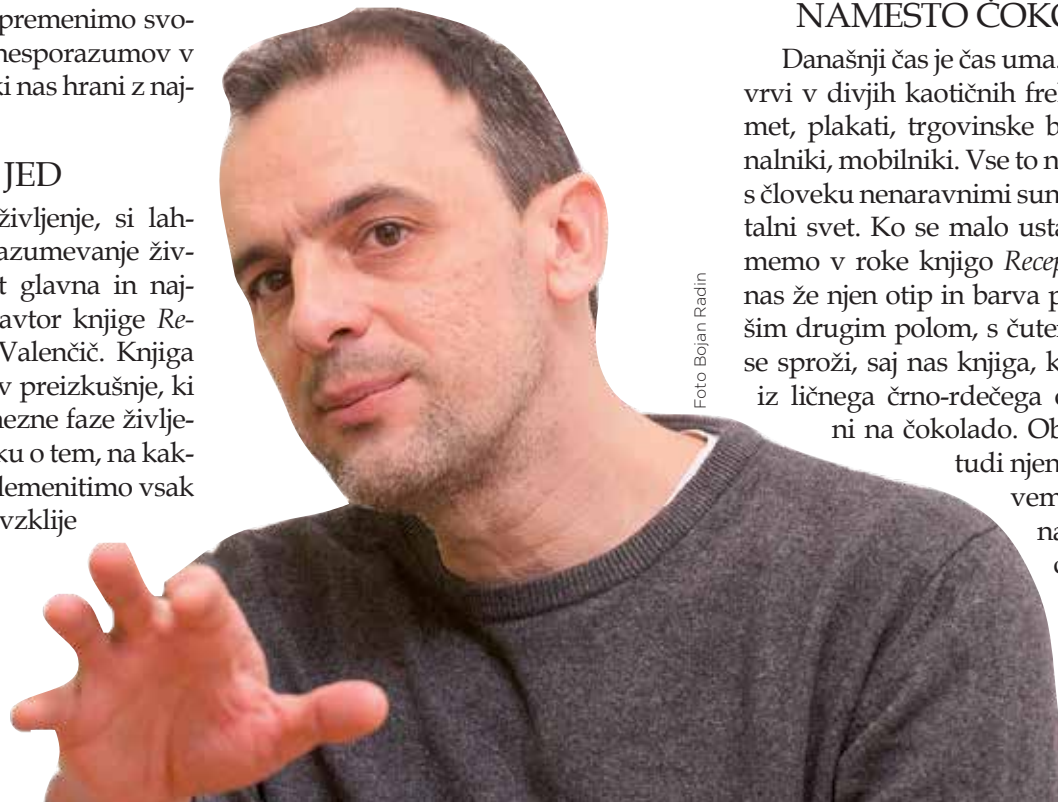 premenimo svo-
nesporazumov v
ki nas hrani z naj-
JED
življenje, si lah-
azumevanje živ-
t glavna in naj-
avtor knjige Re-
Valenčič. Knjiga
v preizkušnje, ki
nezne faze življe-
ku o tem, na kak-
lemenitimo vsak
vzklije
Foto Bojan Radin
NAMESTO ČOKO
Današnji čas je čas uma.
vrvi v divjih kaotičnih fre
met, plakati, trgovinske b
nalniki, mobilniki. Vse to n
s človeku nenaravnimi sun
talni svet. Ko se malo usta
memo v roke knjigo Recep
nas že njen otip in barva p
šim drugim polom, s čute
se sproži, saj nas knjiga, k
iz ličnega črno-rdečega o
ni na čokolado. Ob
tudi njen
vem
na